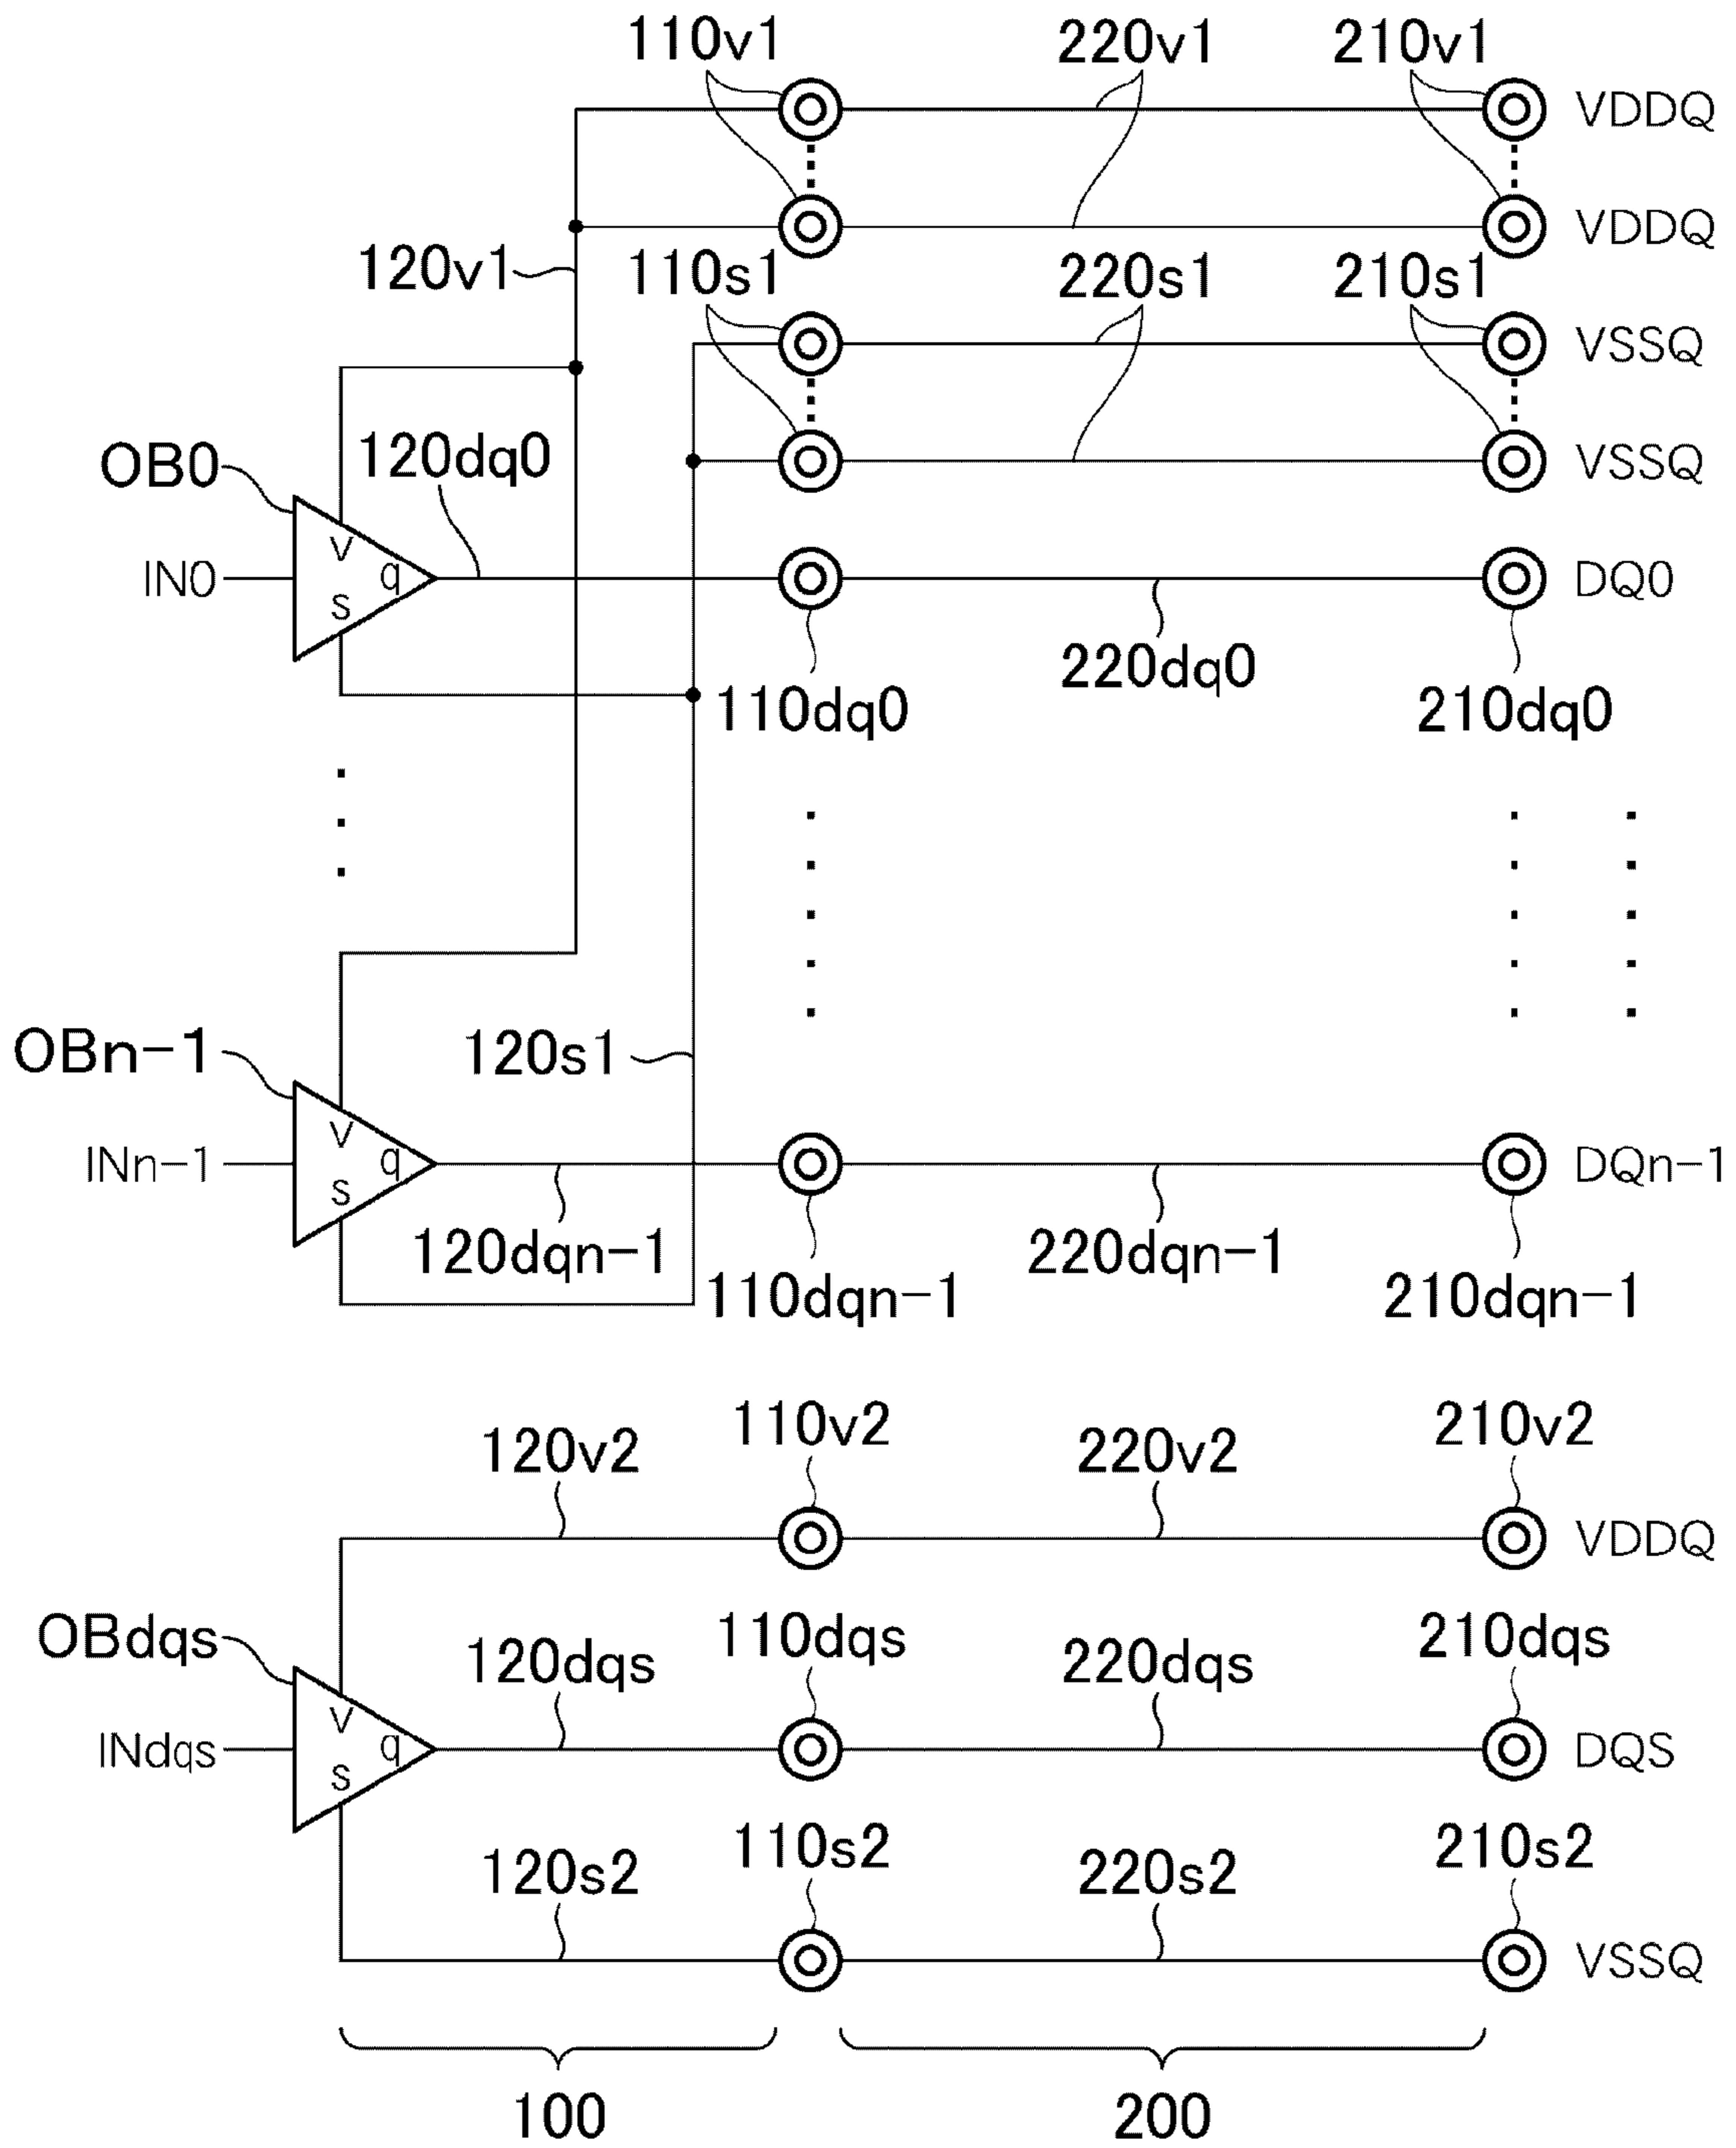 110v1 220v1 210v1
VDDQ
VDDQ
120v1 110s1 220s1 210s1
VSSQ
OB0 120dq0 VSSQ
V
IN0 q DQ0
S
220dq0
110dq0 210dq0
OBn-1 120s1
V
INn-1 q DQn-1
S
120dqn-1 220dqn-1
110dqn-1 210dqn-1
110v2 210v2
120v2 220v2
VDDQ
OBdqs 110dqs 210dqs
120dqs 220dqs
V
INdqs q DQS
S
110s2 210s2
120s2 220s2
VSSQ
100 200